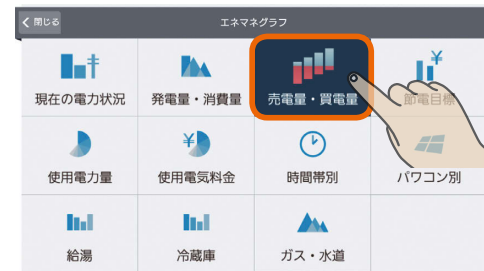 < 閉じる
エネマネグラフ
現在の電力状況
発電量・消費量
売電量・買電量
節電目標
使用電力量
使用電気料金
時間帯別
パワコン別
給湯
冷蔵庫
ガス・水道